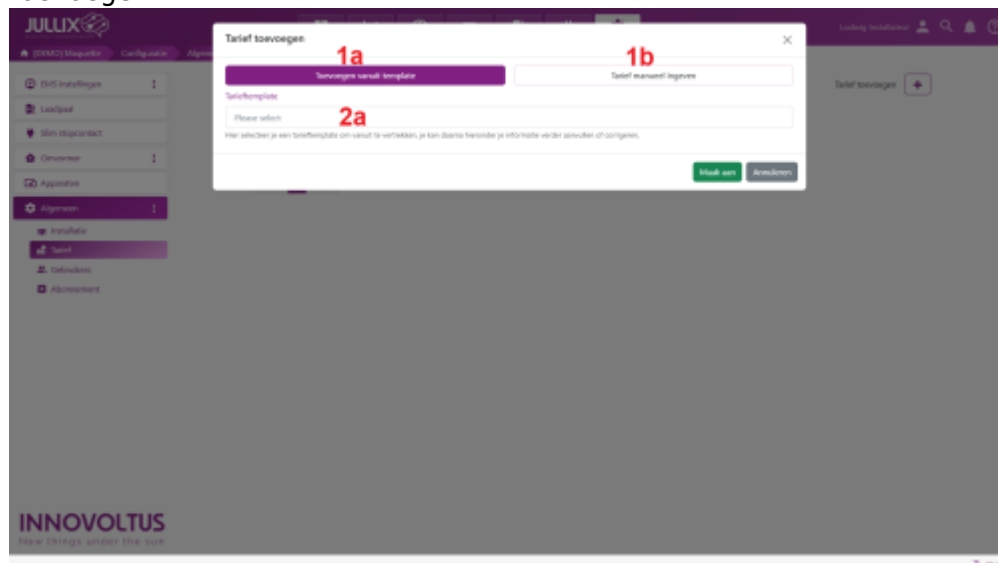 JULLIX
Tarief toevoegen
Ludwig Installateur
[DEMO] Maquette
Configuratie
1a
1b
Toevoegen vanuit template
Tarief manueel ingeven
EMS Instellingen
Tarief toevoegen
Tarieftemplate
Laadpaal
Please select
2a
Hier selecteer je een tarieftemplate om vanuit te vertrekken, je kan daarna hieronder je informatie verder aanvullen of corrigeren.
Slim stopcontact
Omvormer
Maak aan
Annuleren
Apparaten
Algemeen
Installatie
Tarief
Gebruikers
Abonnement
INNOVOLTUS
New things under the sun